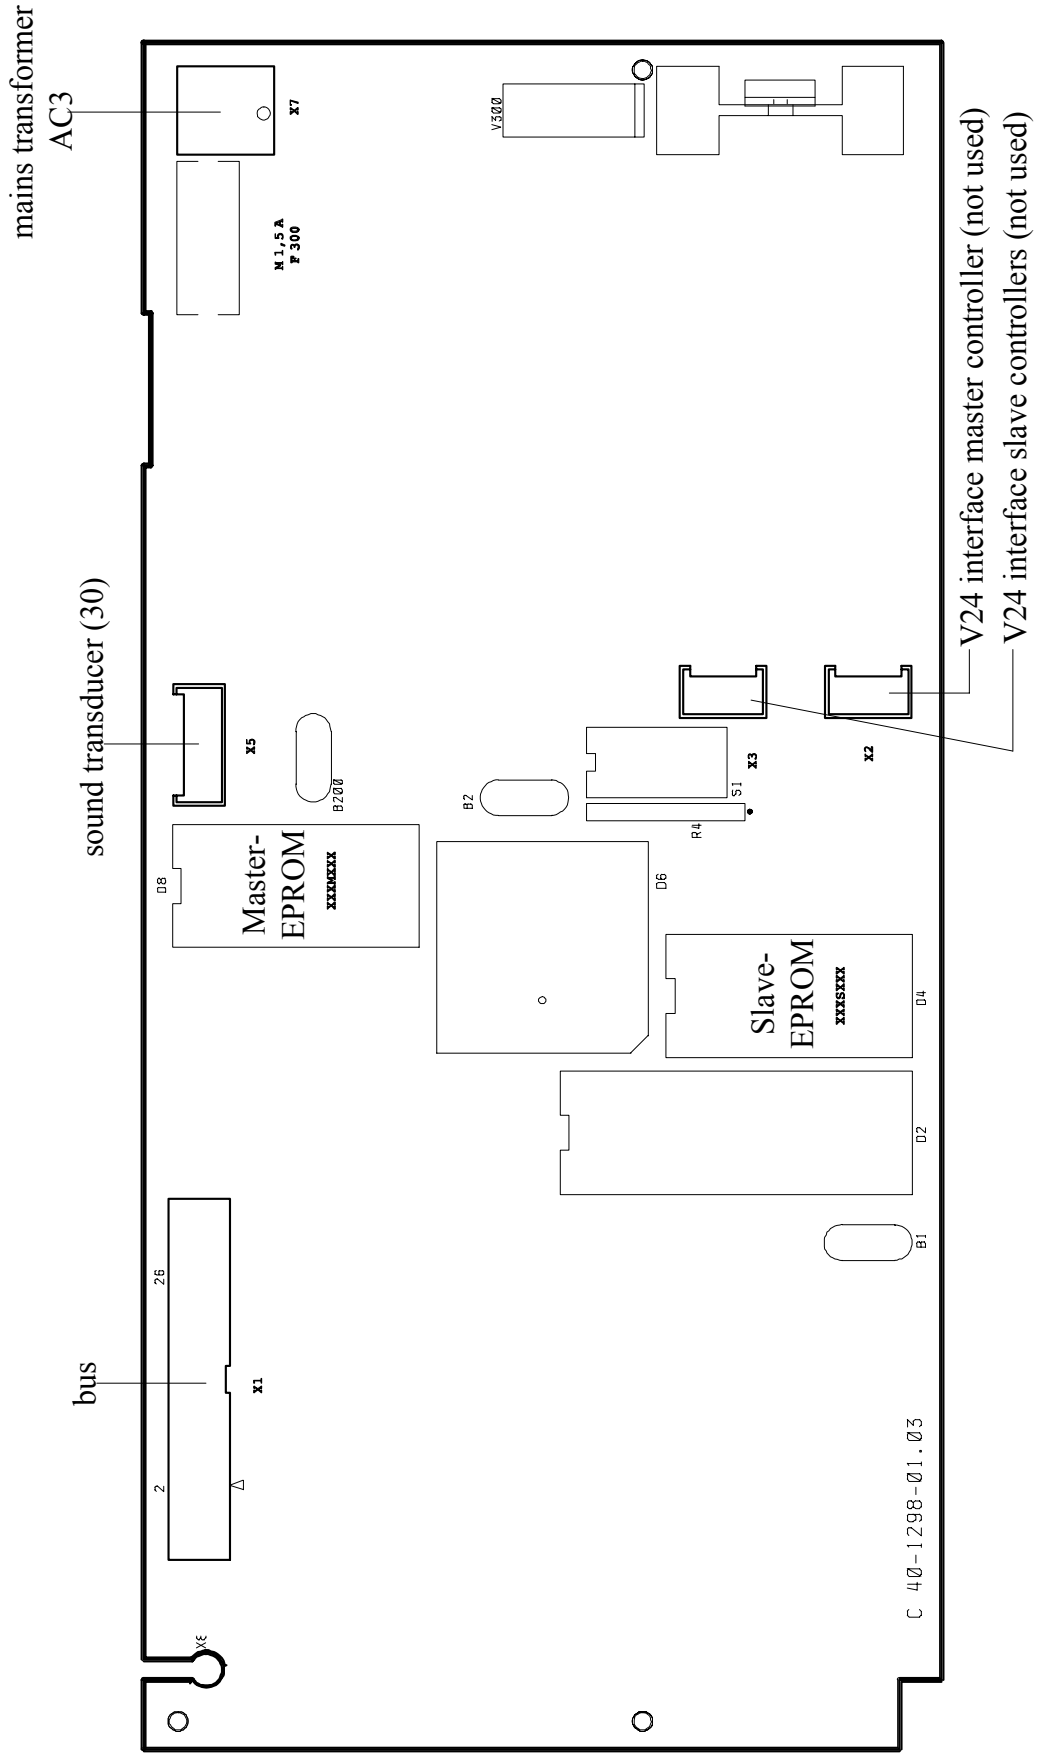 mains transformer
AC3
X7
M 1,5 A
F 300
V300
sound transducer (30)
X5
B200
B2
X3
S1
R4
X2
V24 interface master controller (not used)
V24 interface slave controllers (not used)
D8
Master-
EPROM
XXXMXXX
D6
Slave-
EPROM
XXXSXXX
D4
D2
B1
bus
26
2
X1
C 40-1298-01.03